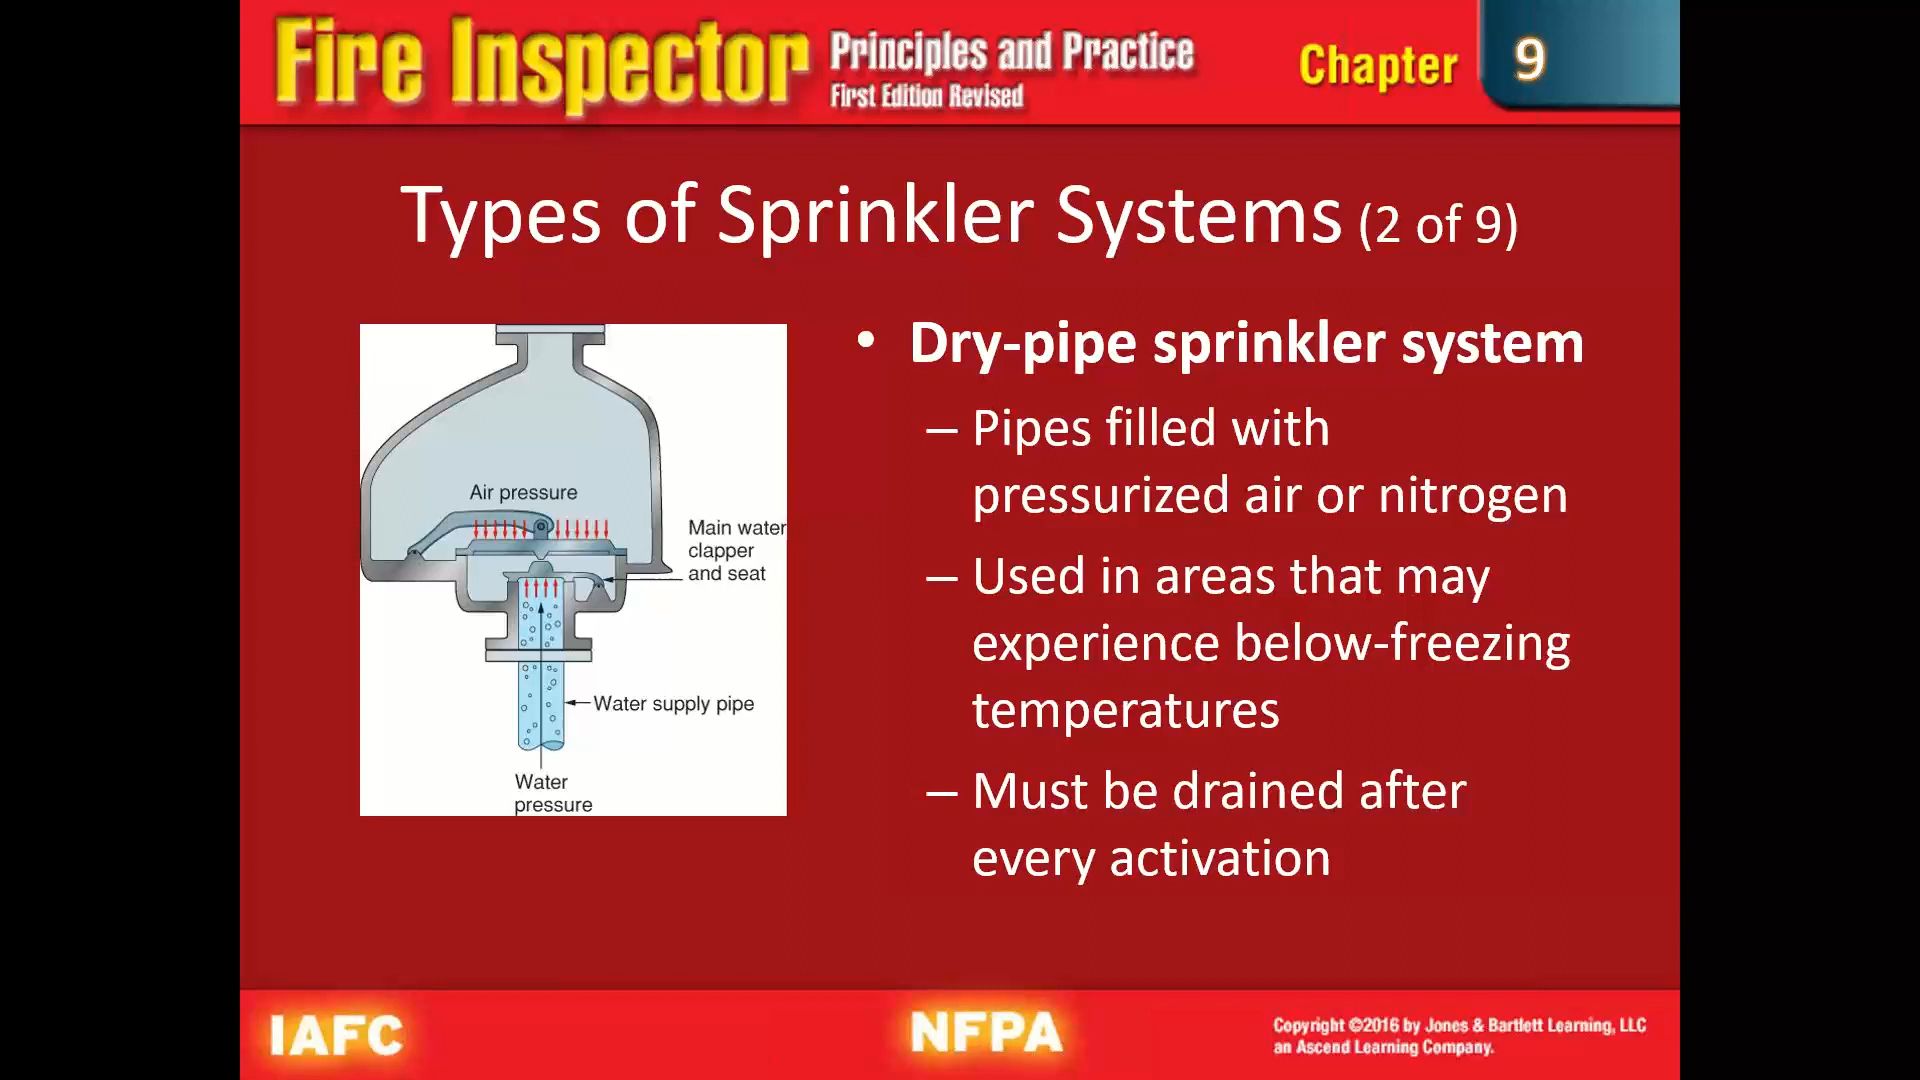 Fire Inspector Principles and Practice
First Edition Revised
Chapter 9
Types of Sprinkler Systems (2 of 9)
Air pressure
Main water
clapper
and seat
Water supply pipe
Water
pressure
• Dry-pipe sprinkler system
– Pipes filled with
pressurized air or nitrogen
– Used in areas that may
experience below-freezing
temperatures
– Must be drained after
every activation
IAFC
NFPA
Copyright ©2016 by Jones & Bartlett Learning, LLC
an Ascend Learning Company.